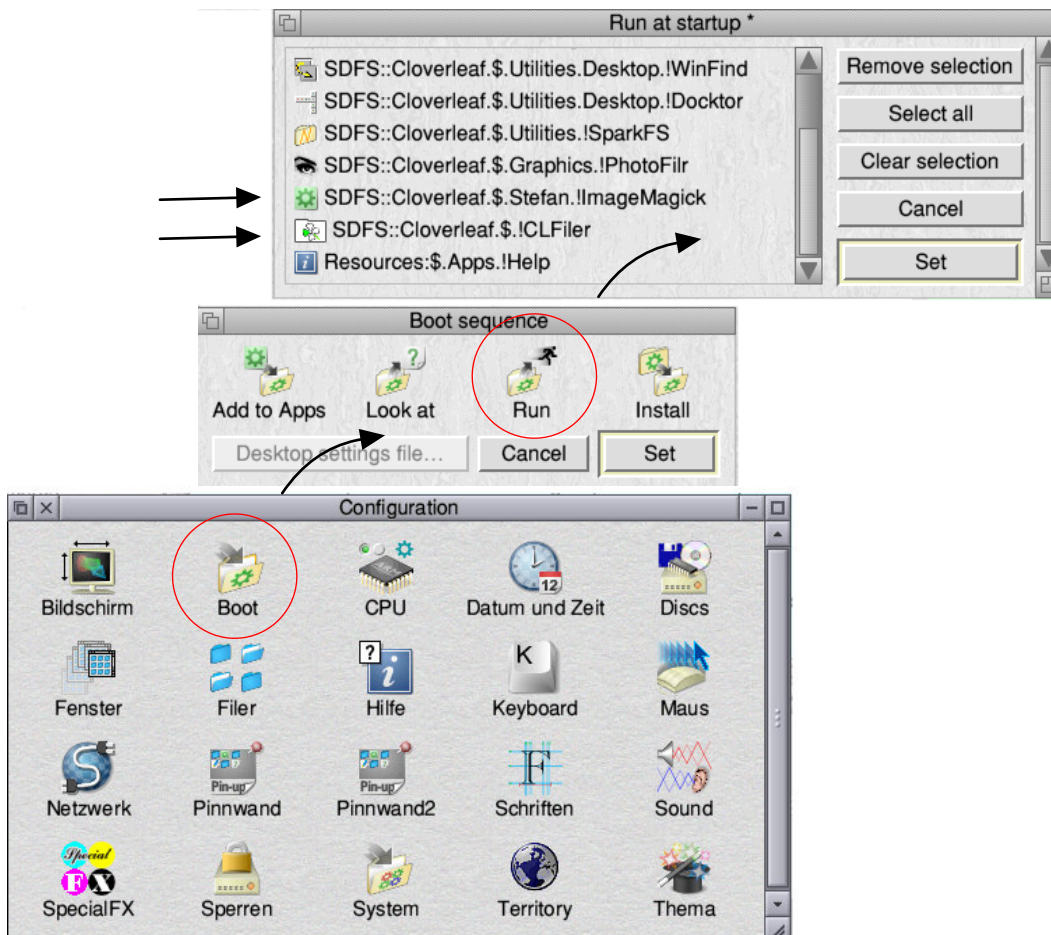 Run at startup *
SDFS::Cloverleaf.$.Utilities.Desktop.!WinFind
SDFS::Cloverleaf.$.Utilities.Desktop.!Docktor
SDFS::Cloverleaf.$.Utilities.!SparkFS
SDFS::Cloverleaf.$.Graphics.!PhotoFilr
SDFS::Cloverleaf.$.Stefan.!ImageMagick
SDFS::Cloverleaf.$.!CLFiler
Resources:$.Apps.!Help
Remove selection
Select all
Clear selection
Cancel
Set
Boot sequence
Add to Apps Look at Run Install
Desktop settings file... Cancel Set
Configuration
12
Bildschirm Boot CPU Datum und Zeit Discs
K
Fenster Filer Hilfe Keyboard Maus
Pin-up Pin-up F
Netzwerk Pinnwand Pinnwand2 Schriften Sound
Special
FX
SpecialFX Sperren System Territory Thema